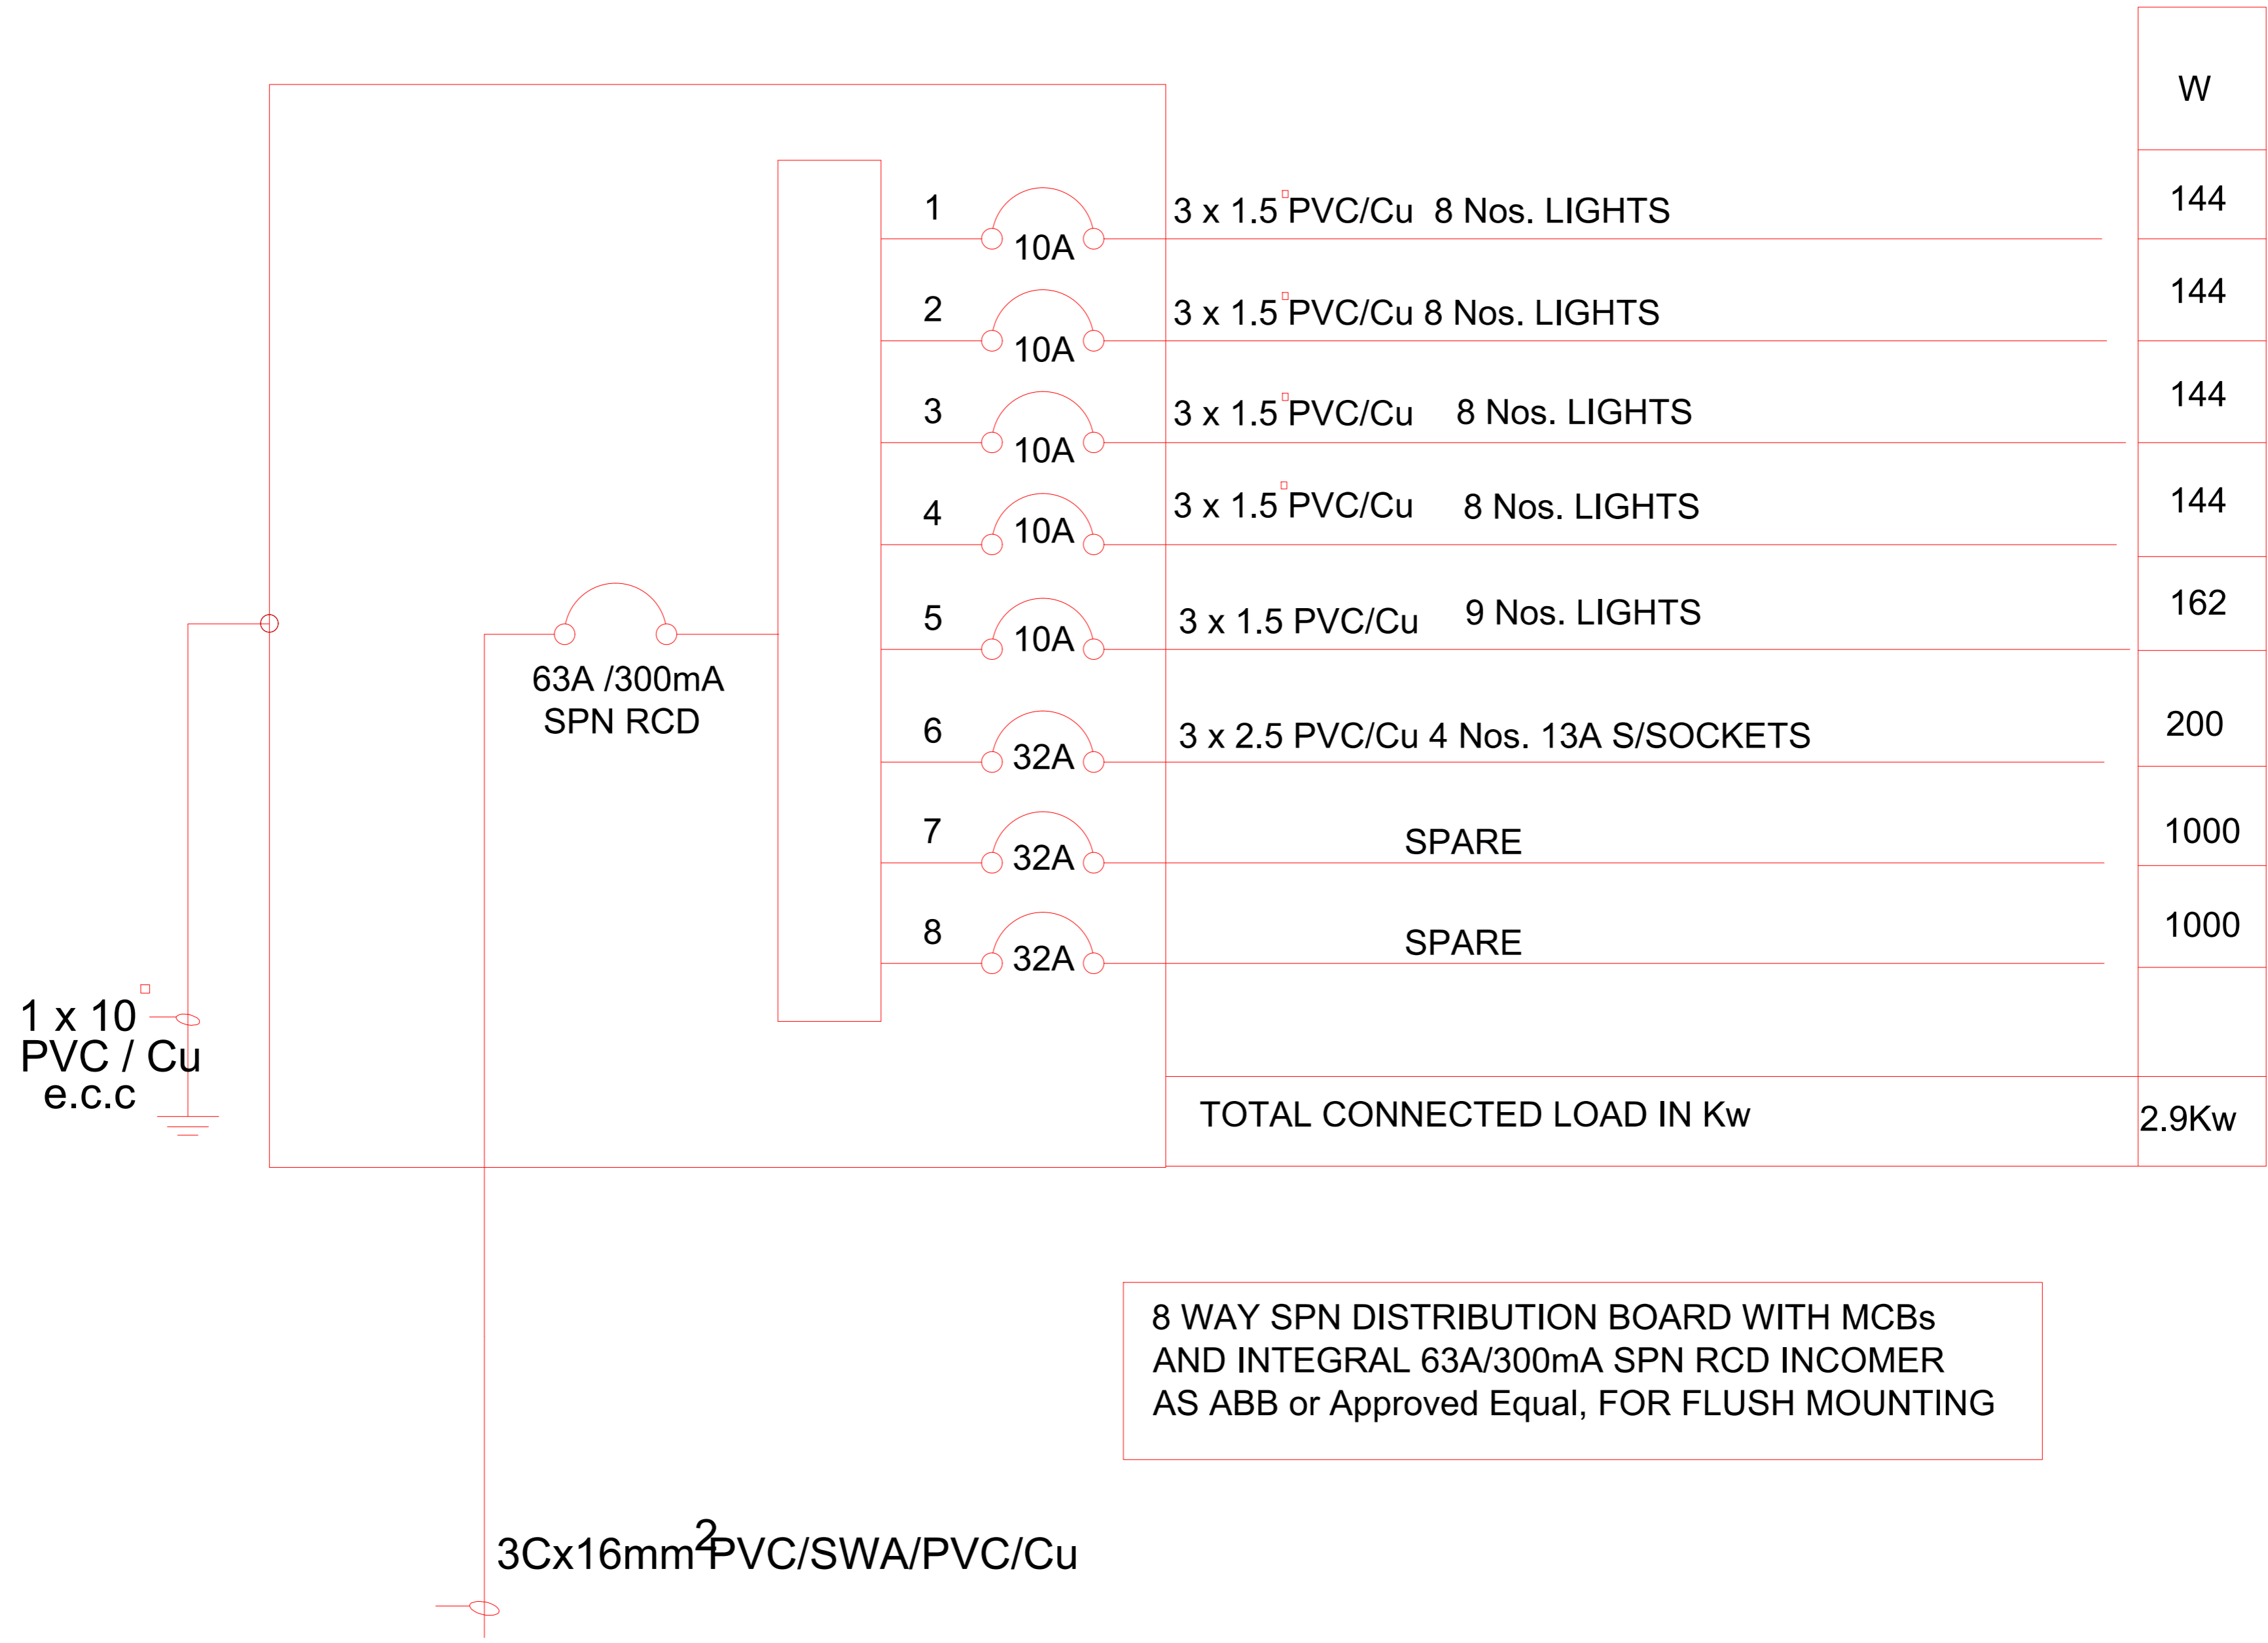 W
1
10A
3 x 1.5 PVC/Cu 8 Nos. LIGHTS
144
2
10A
3 x 1.5 PVC/Cu 8 Nos. LIGHTS
144
3
10A
3 x 1.5 PVC/Cu 8 Nos. LIGHTS
144
4
10A
3 x 1.5 PVC/Cu 8 Nos. LIGHTS
144
5
10A
3 x 1.5 PVC/Cu 9 Nos. LIGHTS
162
63A /300mA
SPN RCD
6
32A
3 x 2.5 PVC/Cu 4 Nos. 13A S/SOCKETS
200
7
32A
SPARE
1000
8
32A
SPARE
1000
1 x 10
PVC / Cu
e.c.c
TOTAL CONNECTED LOAD IN Kw
2.9Kw
8 WAY SPN DISTRIBUTION BOARD WITH MCBs
AND INTEGRAL 63A/300mA SPN RCD INCOMER
AS ABB or Approved Equal, FOR FLUSH MOUNTING
3Cx16mm² PVC/SWA/PVC/Cu